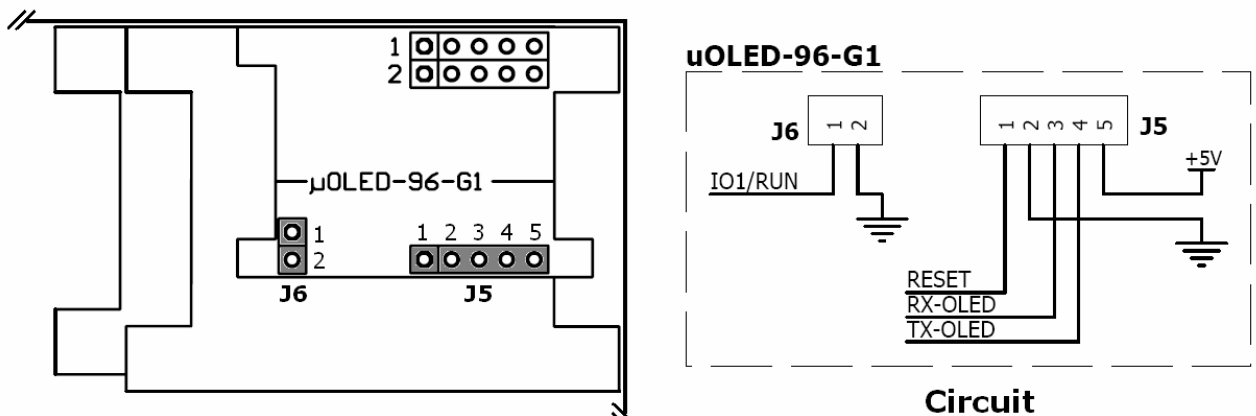 1
2
µOLED-96-G1
1
2
J6
1 2 3 4 5
J5
uOLED-96-G1
J6
1 2
1 2 3 4 5
J5
+5V
IO1/RUN
RESET
RX-OLED
TX-OLED
Circuit